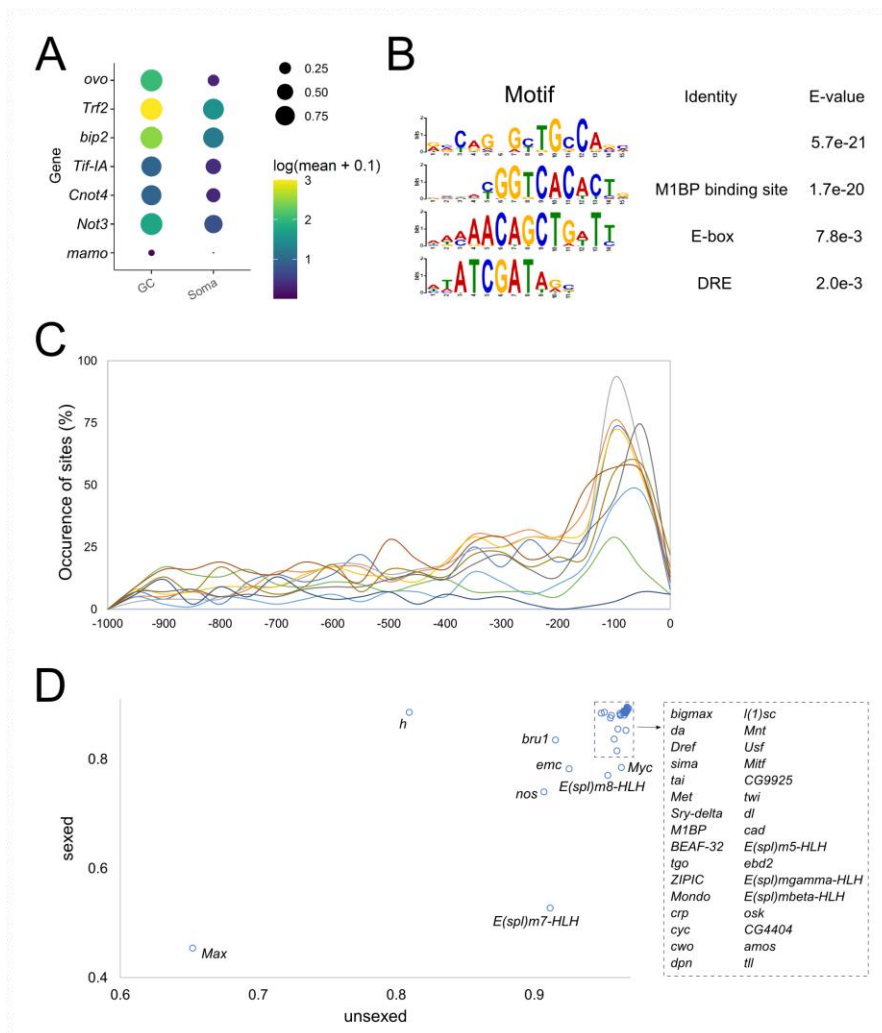 A
ovo
Trf2
bip2
Tif-IA
Cnot4
Not3
mamo
Gene
GC
Soma
0.25
0.50
0.75
log(mean + 0.1)
3
2
1
B
Motif
Identity
E-value
5.7e-21
M1BP binding site
1.7e-20
E-box
7.8e-3
DRE
2.0e-3
C
Occurence of sites (%)
100
75
50
25
0
-1000
-900
-800
-700
-600
-500
-400
-300
-200
-100
0
D
sexed
0.8
0.6
0.4
0.6
0.7
0.8
0.9
unsexed
h
bru1
emc
Myc
E(spl)m8-HLH
nos
E(spl)m7-HLH
Max
bigmax l(1)sc
da Mnt
Dref Usf
sima Mitf
tai CG9925
Met twi
Sry-delta dl
M1BP cad
BEAF-32 E(spl)m5-HLH
tgo ebd2
ZIPIC E(spl)mgamma-HLH
Mondo E(spl)mbeta-HLH
crp osk
cyc CG4404
cwo amos
dpn tll